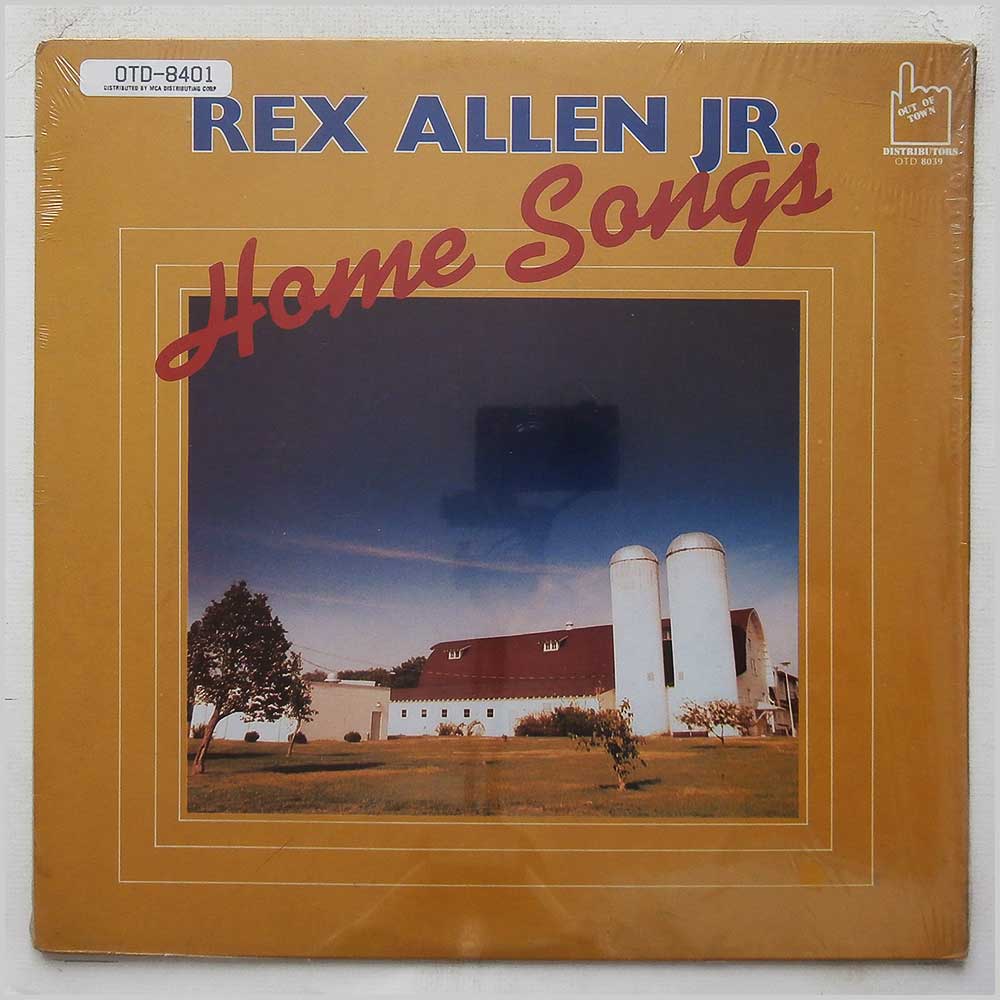 OTD-8401
DISTRIBUTED BY MCA DISTRIBUTING CORP
REX ALLEN JR.
Home Songs
OUT OF
TOWN
DISTRIBUTORS
OTD 8039